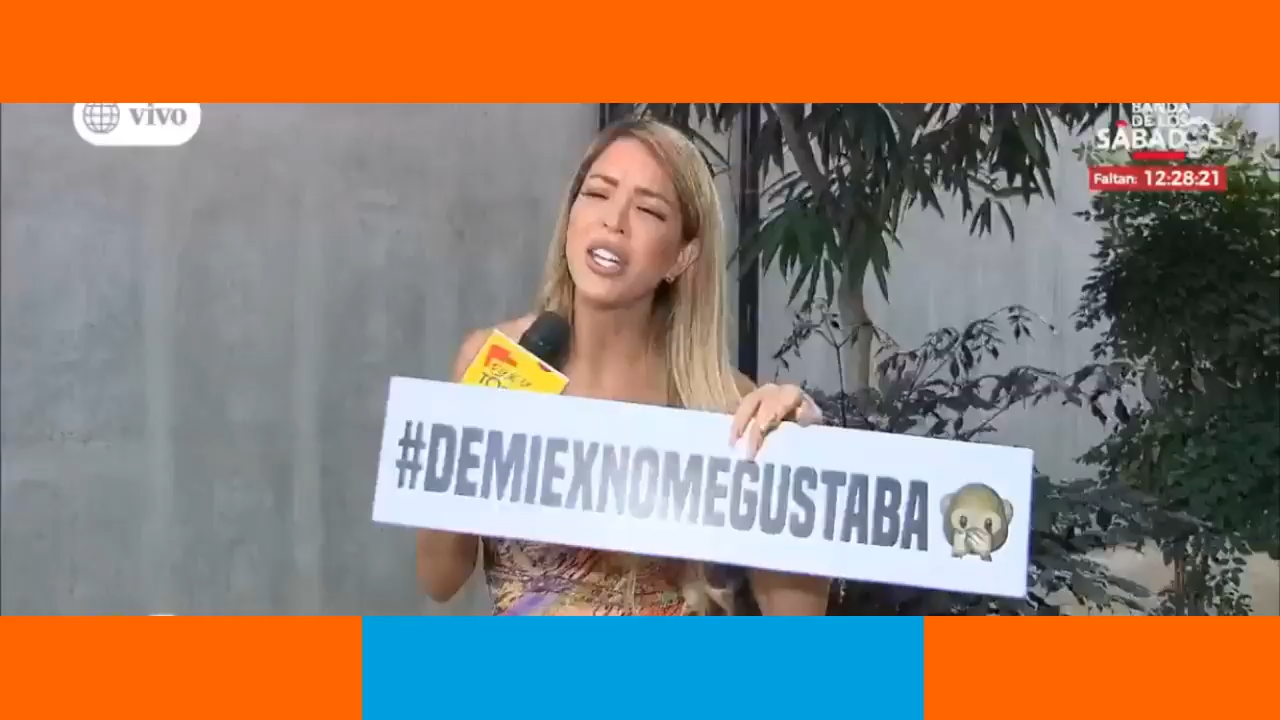 vivo
BANDA
DE LOS
SÁBADOS
Faltan: 12:28:21
#DEMIEXNOMEGUSTABA